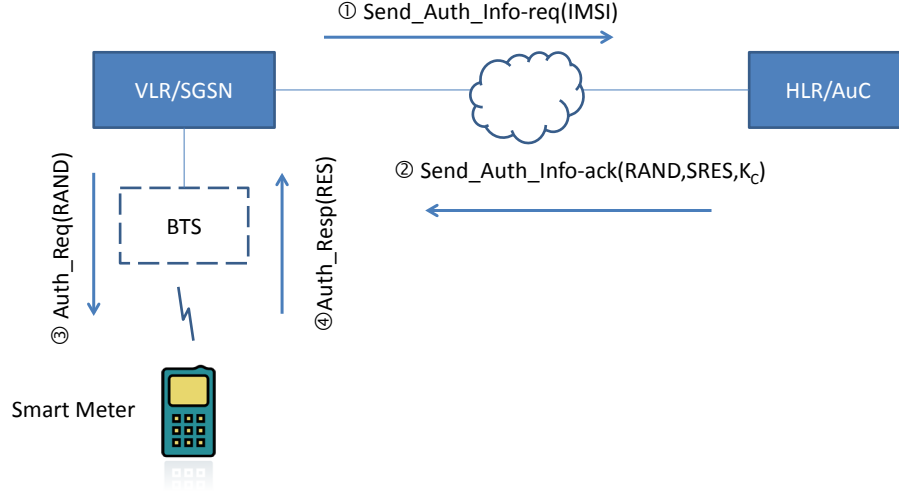 ① Send_Auth_Info-req(IMSI)
VLR/SGSN
HLR/AuC
② Send_Auth_Info-ack(RAND,SRES,K_C)
③ Auth_Req(RAND)
BTS
④Auth_Resp(RES)
Smart Meter